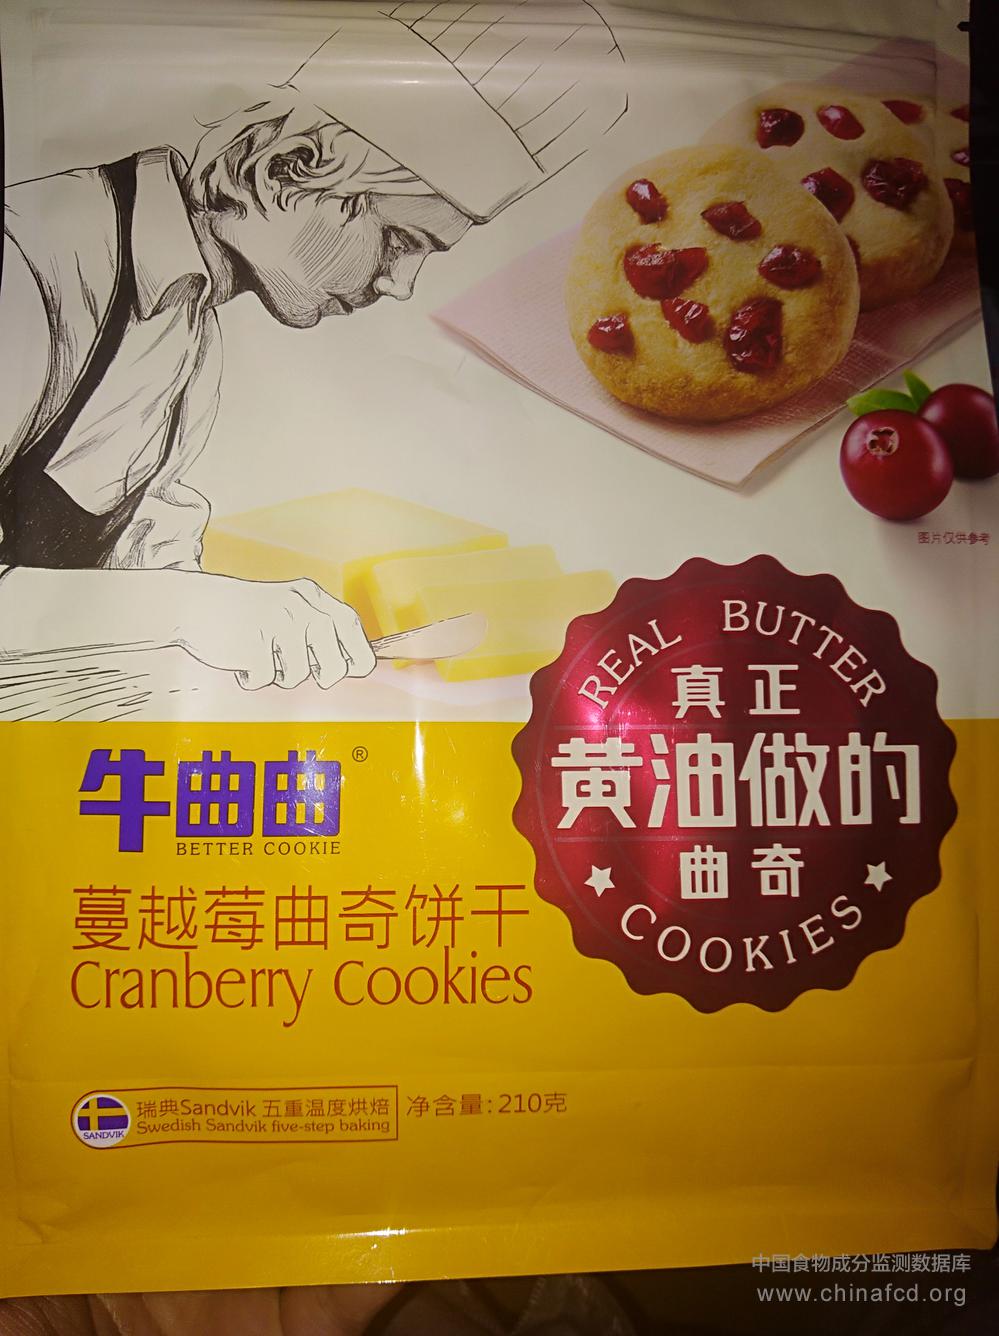 图片仅供参考
REAL BUTTER
真正
黄油做的
曲奇
COOKIES
牛曲曲®
BETTER COOKIE
蔓越莓曲奇饼干
Cranberry Cookies
SANDVIK
瑞典Sandvik 五重温度烘焙
Swedish Sandvik five-step baking
净含量:210克
中国食物成分监测数据库
www.chinafcd.org